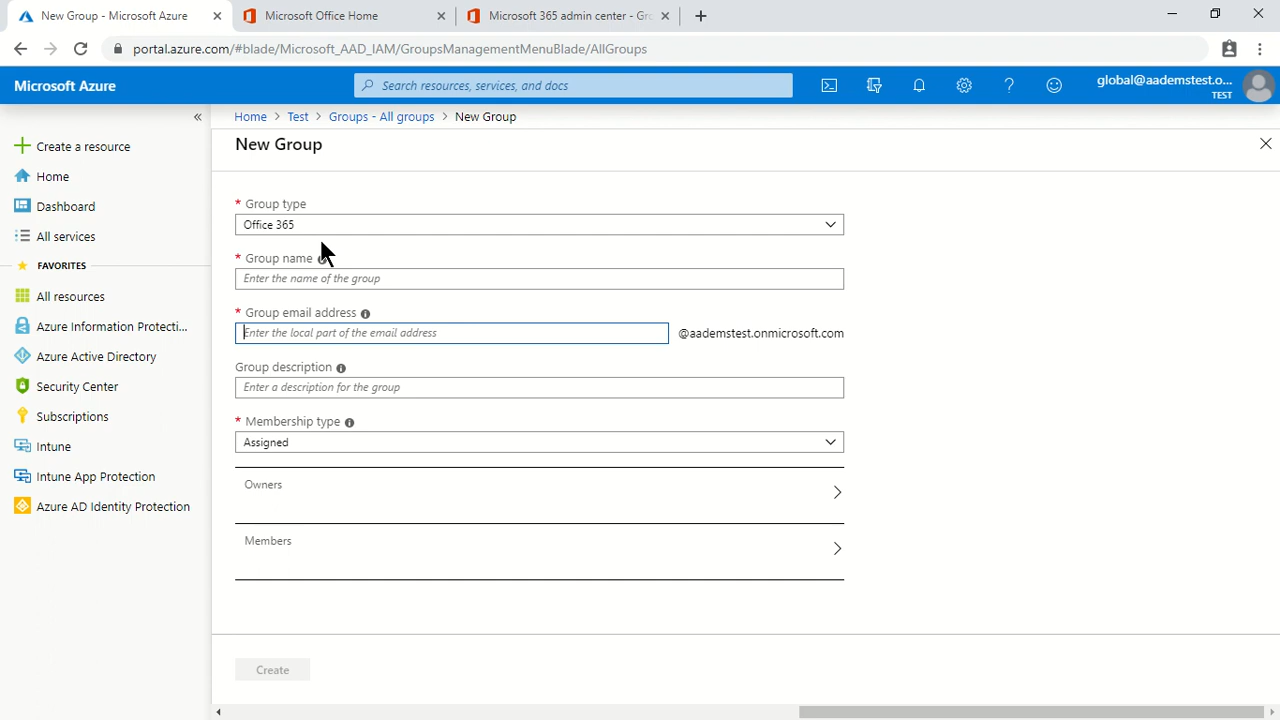 New Group - Microsoft Azure
Microsoft Office Home
Microsoft 365 admin center - Gro
portal.azure.com/#blade/Microsoft_AAD_IAM/GroupsManagementMenuBlade/AllGroups
Microsoft Azure
Search resources, services, and docs
global@aademstest.o...
TEST
Home > Test > Groups - All groups > New Group
New Group
Create a resource
Home
Dashboard
All services
FAVORITES
All resources
Azure Information Protecti...
Azure Active Directory
Security Center
Subscriptions
Intune
Intune App Protection
Azure AD Identity Protection
* Group type
Office 365
* Group name
Enter the name of the group
* Group email address
Enter the local part of the email address
@aademstest.onmicrosoft.com
Group description
Enter a description for the group
* Membership type
Assigned
Owners
Members
Create